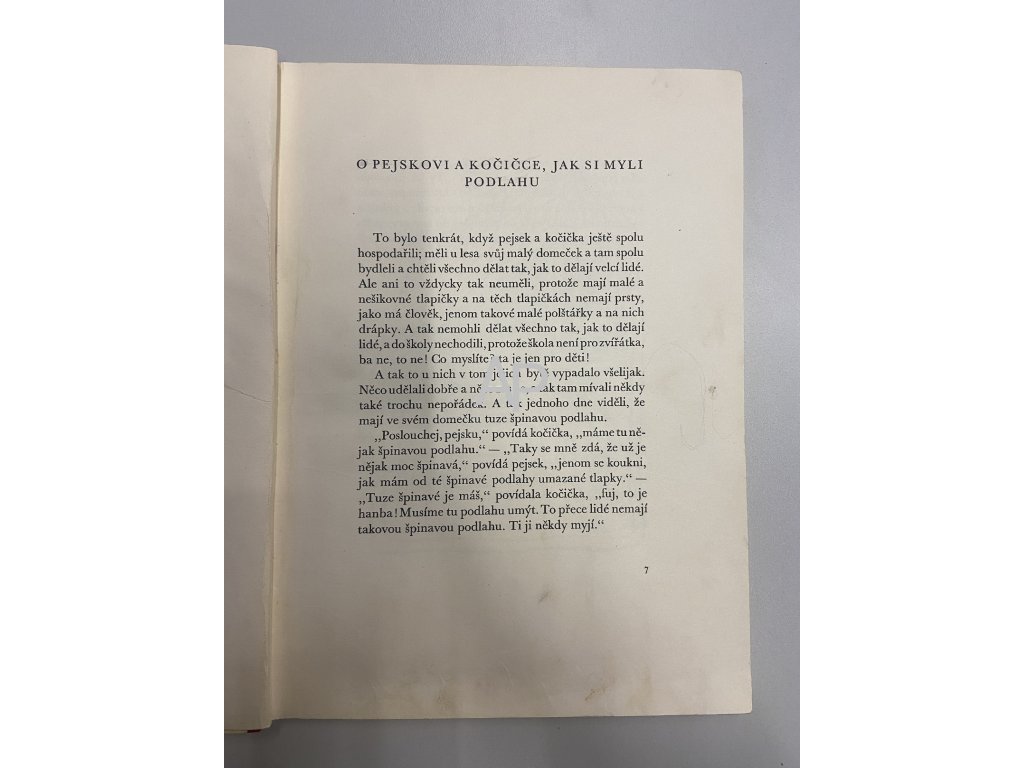 O PEJSKOVI A KOČIČCE, JAK SI MYLI
PODLAHU
To bylo tenkrát, když pejsek a kočička ještě spolu
hospodařili; měli u lesa svůj malý domeček a tam spolu
bydleli a chtěli všechno dělat tak, jak to dělají velcí lidé.
Ale ani to vždycky tak neuměli, protože mají malé a
nešikovné tlapičky a na těch tlapičkách nemají prsty,
jako má člověk, jenom takové malé polštářky a na nich
drápky. A tak nemohli dělat všechno tak, jak to dělají
lidé, a do školy nechodili, protože škola není pro zvířátka,
ba ne, to ne! Co myslíte? ta je jen pro děti!
A tak to u nich v tom jejich bytě vypadalo všelijak.
Něco udělali dobře a tak tam mívali někdy
také trochu nepořádek. A tak jednoho dne viděli, že
mají ve svém domečku tuze špinavou podlahu.
„Poslouchej, pejsku,“ povídá kočička, „máme tu ně-
jak špinavou podlahu.“ — „Taky se mně zdá, že už je
nějak moc špinavá,“ povídá pejsek, „jenom se koukni,
jak mám od té špinavé podlahy umazané tlapky.“ —
„Tuze špinavé je máš,“ povídala kočička, „fuj, to je
hanba! Musíme tu podlahu umýt. To přece lidé nemají
takovou špinavou podlahu. Ti ji někdy myjí.“
7